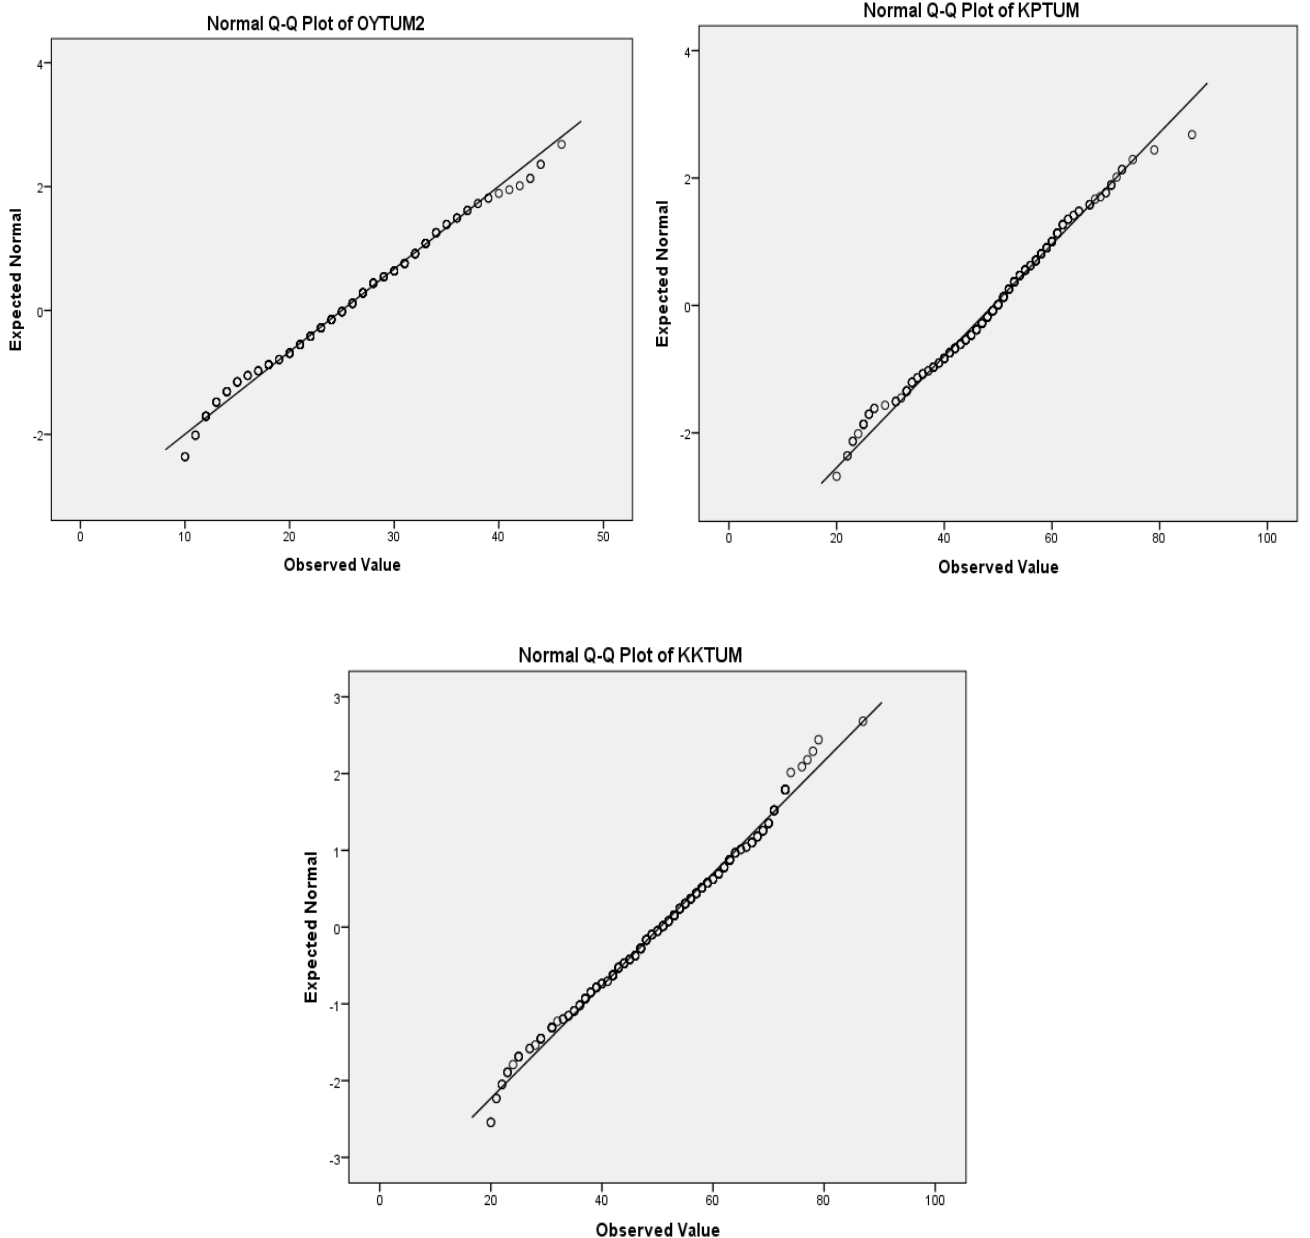 Normal Q-Q Plot of OYTUM2
4
2
0
-2
Expected Normal
0 10 20 30 40 50
Observed Value
Normal Q-Q Plot of KPTUM
4
2
0
-2
Expected Normal
0 20 40 60 80 100
Observed Value
Normal Q-Q Plot of KKTUM
3
2
1
0
-1
-2
-3
Expected Normal
0 20 40 60 80 100
Observed Value